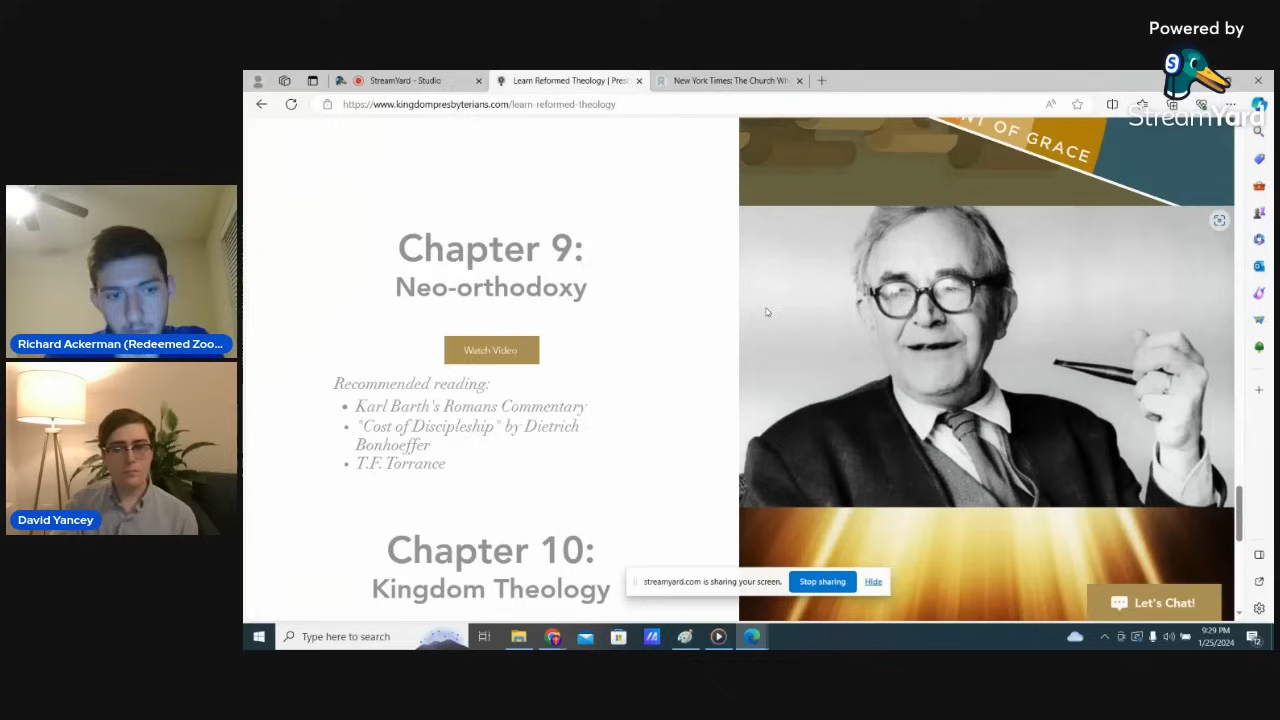 Powered by
StreamYard
StreamYard - Studio
Learn Reformed Theology | Pres
New York Times: The Church Wh
https://www.kingdompresbyterians.com/learn-reformed-theology
NT OF GRACE
Chapter 9:
Neo-orthodoxy
Watch Video
Recommended reading:
• Karl Barth's Romans Commentary
• "Cost of Discipleship" by Dietrich
Bonhoeffer
• T.F. Torrance
Chapter 10:
Kingdom Theology
streamyard.com is sharing your screen.
Stop sharing
Hide
Let's Chat!
Richard Ackerman (Redeemed Zoo...
David Yancey
Type here to search
9:29 PM
1/25/2024